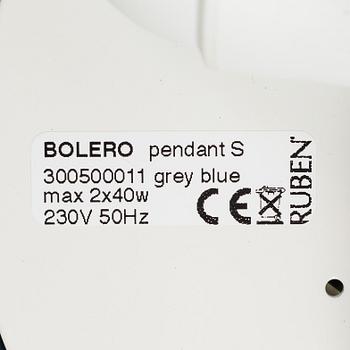 BOLERO pendant S
300500011 grey blue
max 2x40w
230V 50Hz
CE
RUBEN